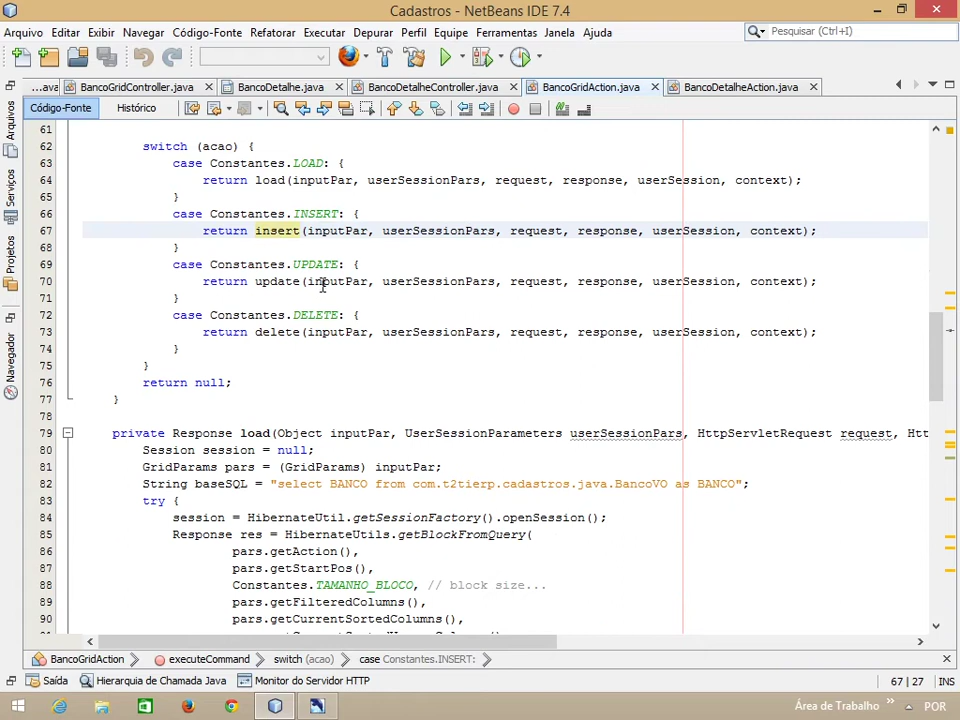 Cadastros - NetBeans IDE 7.4
Arquivo Editar Exibir Navegar Código-Fonte Refatorar Executar Depurar Perfil Equipe Ferramentas Janela Ajuda
Pesquisar (Ctrl+I)
...ava BancoGridController.java BancoDetalhe.java BancoDetalheController.java BancoGridAction.java BancoDetalheAction.java
Código-Fonte Histórico
Arquivos
Serviços
Projetos
Navegador
61
62 switch (acao) {
63 case Constantes.LOAD: {
64 return load(inputPar, userSessionPars, request, response, userSession, context);
65 }
66 case Constantes.INSERT: {
67 return insert(inputPar, userSessionPars, request, response, userSession, context);
68 }
69 case Constantes.UPDATE: {
70 return update(inputPar, userSessionPars, request, response, userSession, context);
71 }
72 case Constantes.DELETE: {
73 return delete(inputPar, userSessionPars, request, response, userSession, context);
74 }
75 }
76 return null;
77 }
78
79 private Response load(Object inputPar, UserSessionParameters userSessionPars, HttpServletRequest request, Htt
80 Session session = null;
81 GridParams pars = (GridParams) inputPar;
82 String baseSQL = "select BANCO from com.t2tierp.cadastros.java.BancoVO as BANCO";
83 try {
84 session = HibernateUtil.getSessionFactory().openSession();
85 Response res = HibernateUtils.getBlockFromQuery(
86 pars.getAction(),
87 pars.getStartPos(),
88 Constantes.TAMANHO_BLOCO, // block size...
89 pars.getFilteredColumns(),
90 pars.getCurrentSortedColumns(),
BancoGridAction executeCommand switch (acao) case Constantes.INSERT:
Saída Hierarquia de Chamada Java Monitor do Servidor HTTP 67 | 27 INS
Área de Trabalho POR